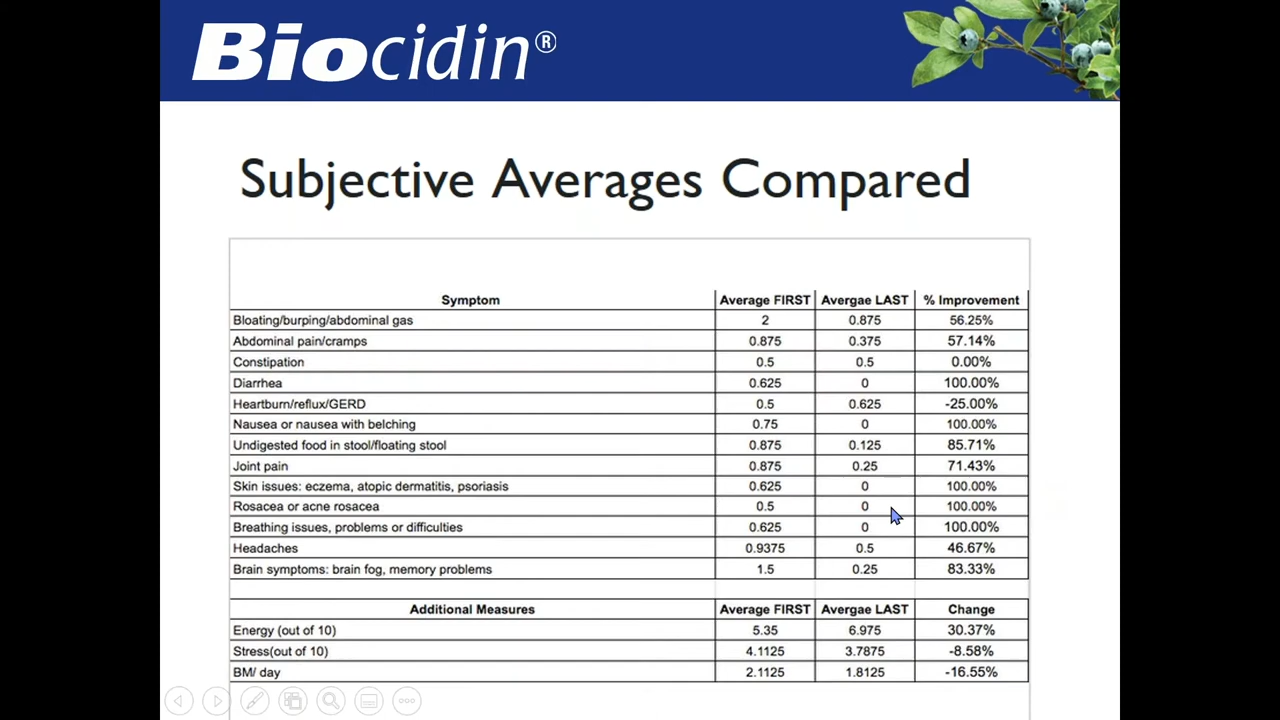 Biocidin®
Subjective Averages Compared
Symptom Average FIRST Avergae LAST % Improvement
Bloating/burping/abdominal gas 2 0.875 56.25%
Abdominal pain/cramps 0.875 0.375 57.14%
Constipation 0.5 0.5 0.00%
Diarrhea 0.625 0 100.00%
Heartburn/reflux/GERD 0.5 0.625 -25.00%
Nausea or nausea with belching 0.75 0 100.00%
Undigested food in stool/floating stool 0.875 0.125 85.71%
Joint pain 0.875 0.25 71.43%
Skin issues: eczema, atopic dermatitis, psoriasis 0.625 0 100.00%
Rosacea or acne rosacea 0.5 0 100.00%
Breathing issues, problems or difficulties 0.625 0 100.00%
Headaches 0.9375 0.5 46.67%
Brain symptoms: brain fog, memory problems 1.5 0.25 83.33%
Additional Measures Average FIRST Avergae LAST Change
Energy (out of 10) 5.35 6.975 30.37%
Stress(out of 10) 4.1125 3.7875 -8.58%
BM/ day 2.1125 1.8125 -16.55%